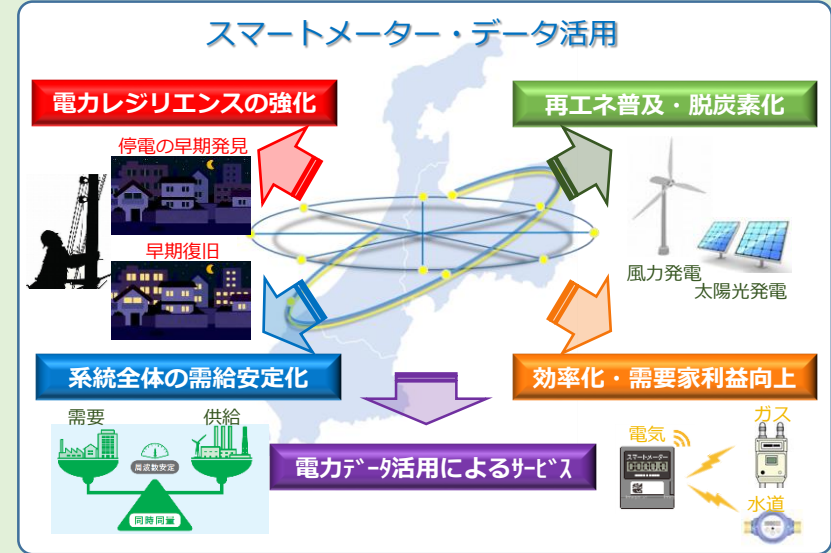 スマートメーター・データ活用
電力レジリエンスの強化
停電の早期発見
早期復旧
再エネ普及・脱炭素化
風力発電
太陽光発電
系統全体の需給安定化
需要
供給
周波数安定
同時同量
電力ﾃﾞｰﾀ活用によるｻｰﾋﾞｽ
効率化・需要家利益向上
電気
スマートメーター
ガス
水道